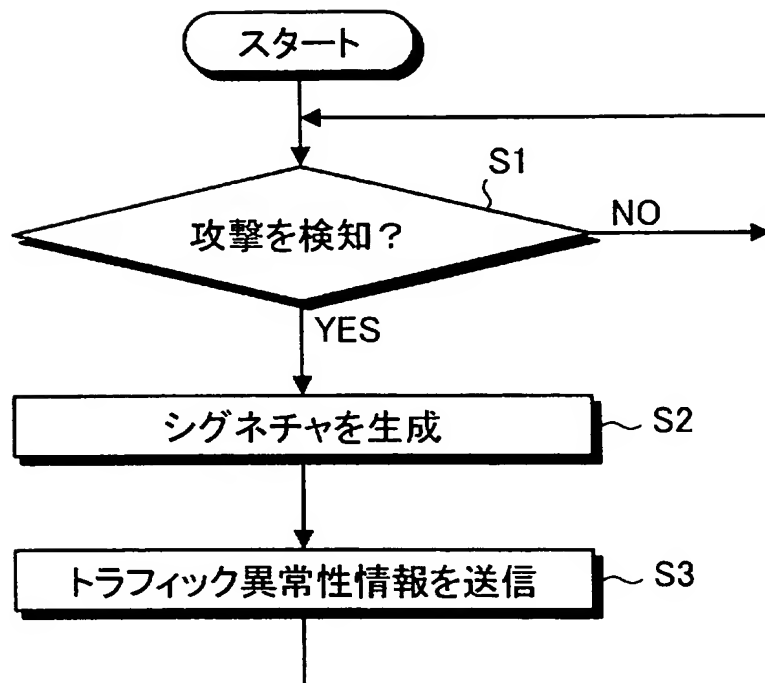 スタート
S1
攻撃を検知?
NO
YES
シグネチャを生成
S2
トラフィック異常性情報を送信
S3